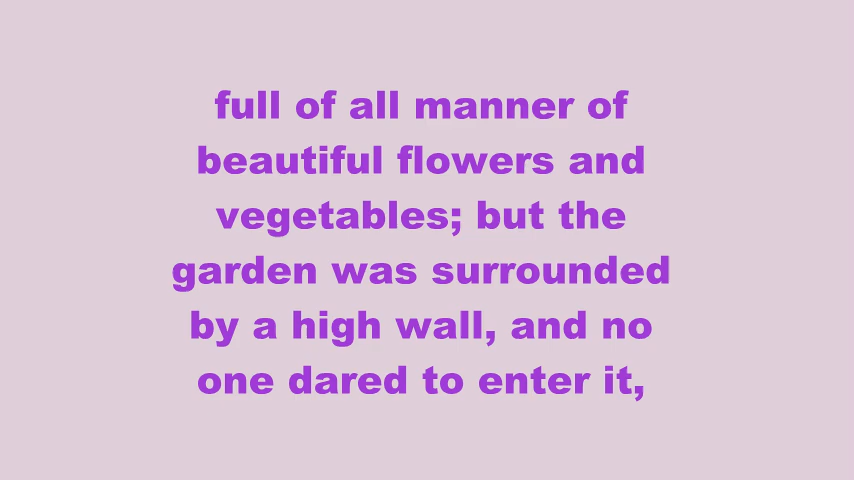 full of all manner of
beautiful flowers and
vegetables; but the
garden was surrounded
by a high wall, and no
one dared to enter it,